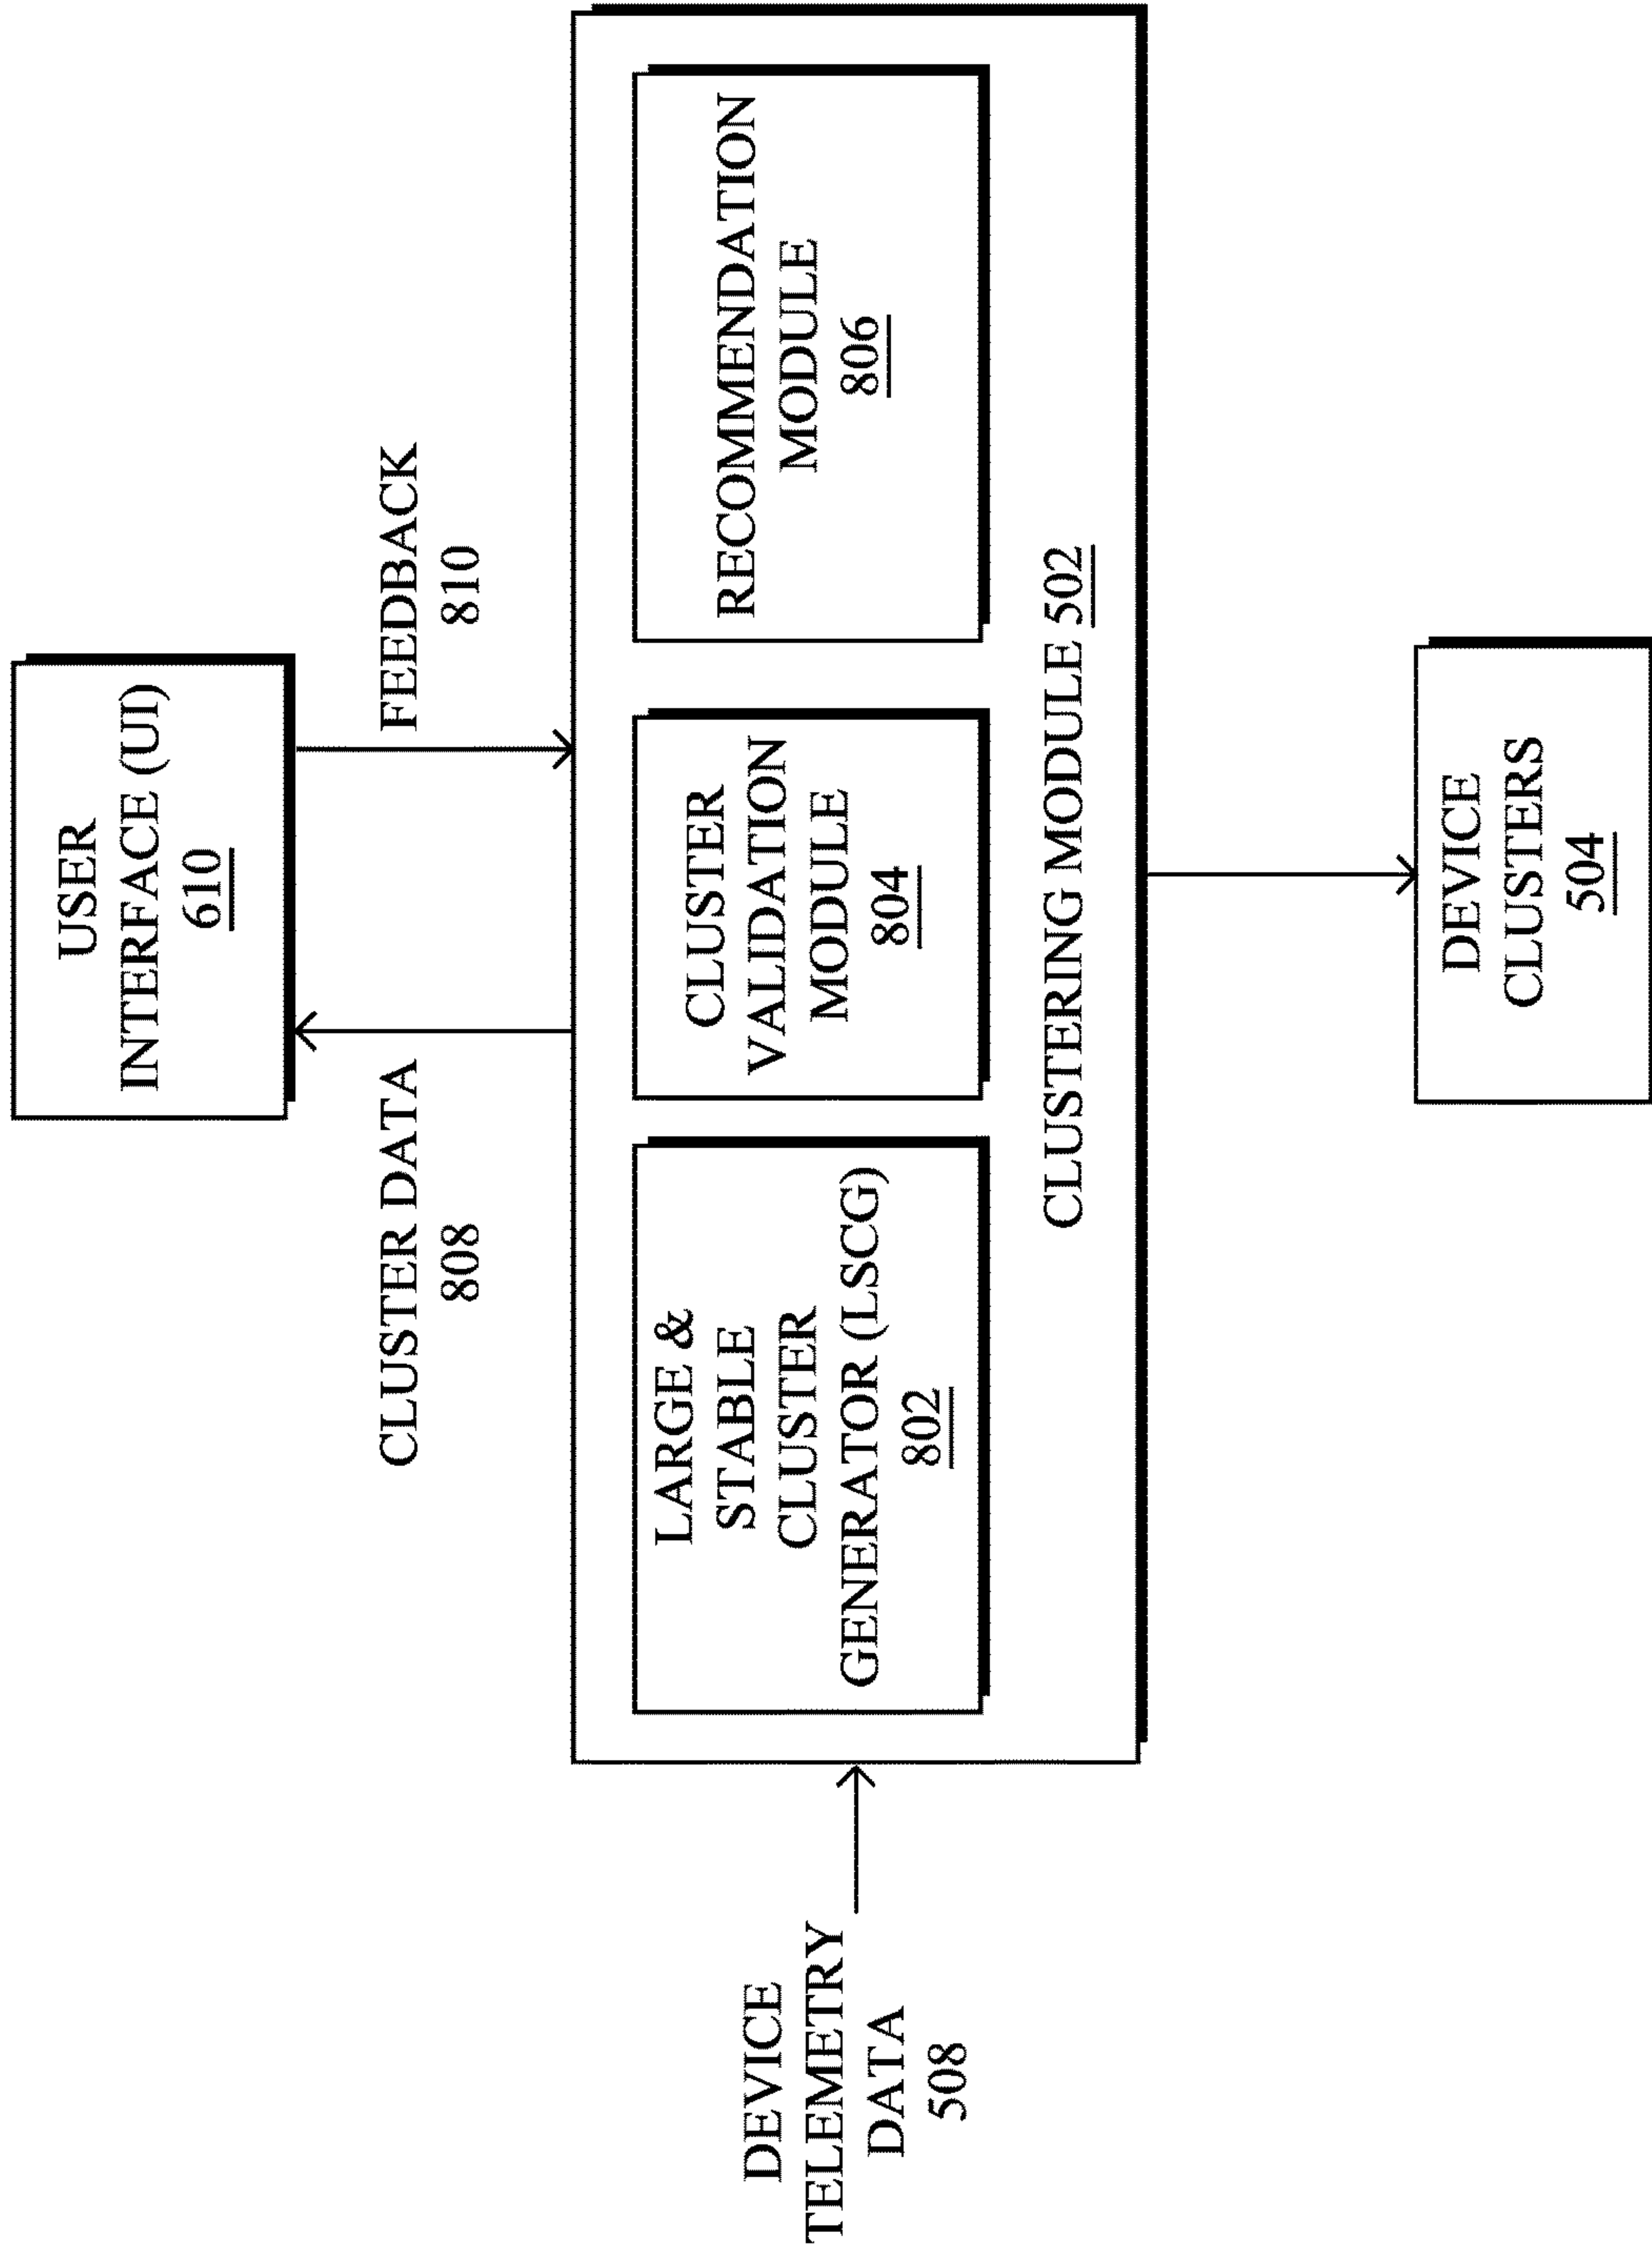 USER
INTERFACE (UI)
610
CLUSTER DATA
808
FEEDBACK
810
DEVICE
TELEMETRY
DATA
508
LARGE &
STABLE
CLUSTER
GENERATOR (LSCG)
802
CLUSTER
VALIDATION
MODULE
804
RECOMMENDATION
MODULE
806
CLUSTERING MODULE 502
DEVICE
CLUSTERS
504